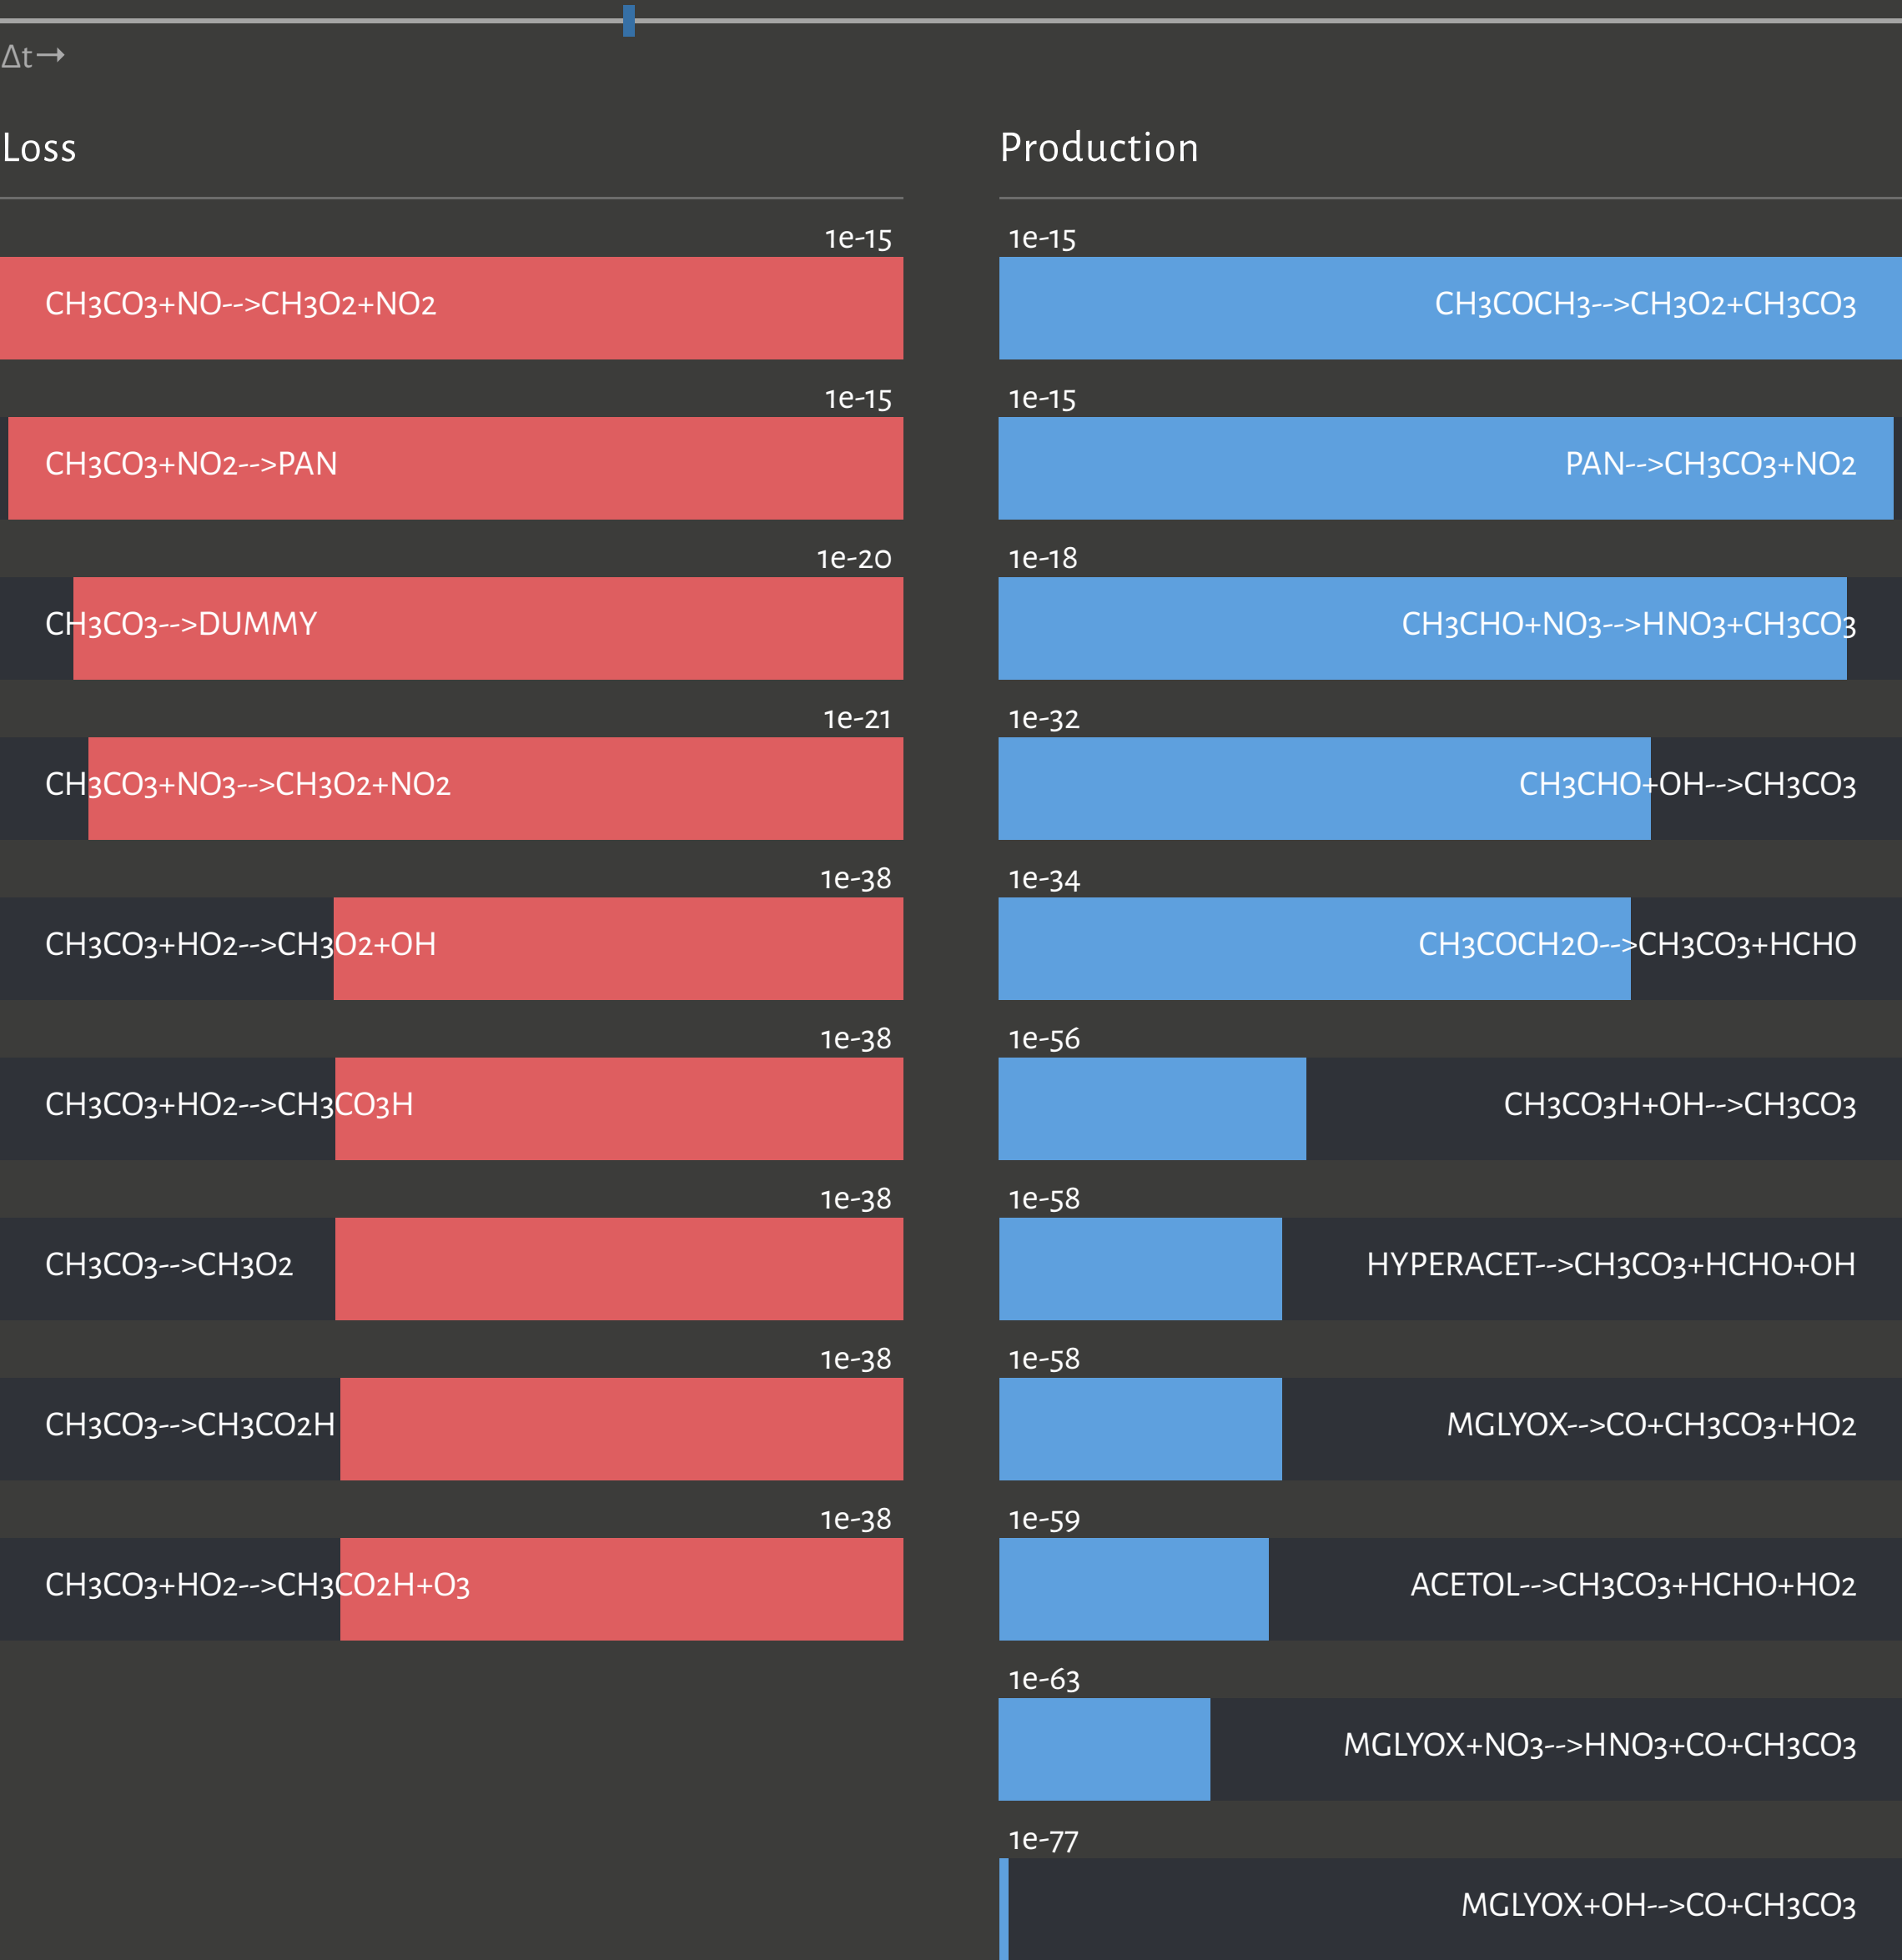 Δt→
Loss
1e-15
CH3CO3+NO-->CH3O2+NO2
1e-15
CH3CO3+NO2-->PAN
1e-20
CH3CO3-->DUMMY
1e-21
CH3CO3+NO3-->CH3O2+NO2
1e-38
CH3CO3+HO2-->CH3O2+OH
1e-38
CH3CO3+HO2-->CH3CO3H
1e-38
CH3CO3-->CH3O2
1e-38
CH3CO3-->CH3CO2H
1e-38
CH3CO3+HO2-->CH3CO2H+O3
Production
1e-15
CH3COCH3-->CH3O2+CH3CO3
1e-15
PAN-->CH3CO3+NO2
1e-18
CH3CHO+NO3-->HNO3+CH3CO3
1e-32
CH3CHO+OH-->CH3CO3
1e-34
CH3COCH2O-->CH3CO3+HCHO
1e-56
CH3CO3H+OH-->CH3CO3
1e-58
HYPERACET-->CH3CO3+HCHO+OH
1e-58
MGLYOX-->CO+CH3CO3+HO2
1e-59
ACETOL-->CH3CO3+HCHO+HO2
1e-63
MGLYOX+NO3-->HNO3+CO+CH3CO3
1e-77
MGLYOX+OH-->CO+CH3CO3